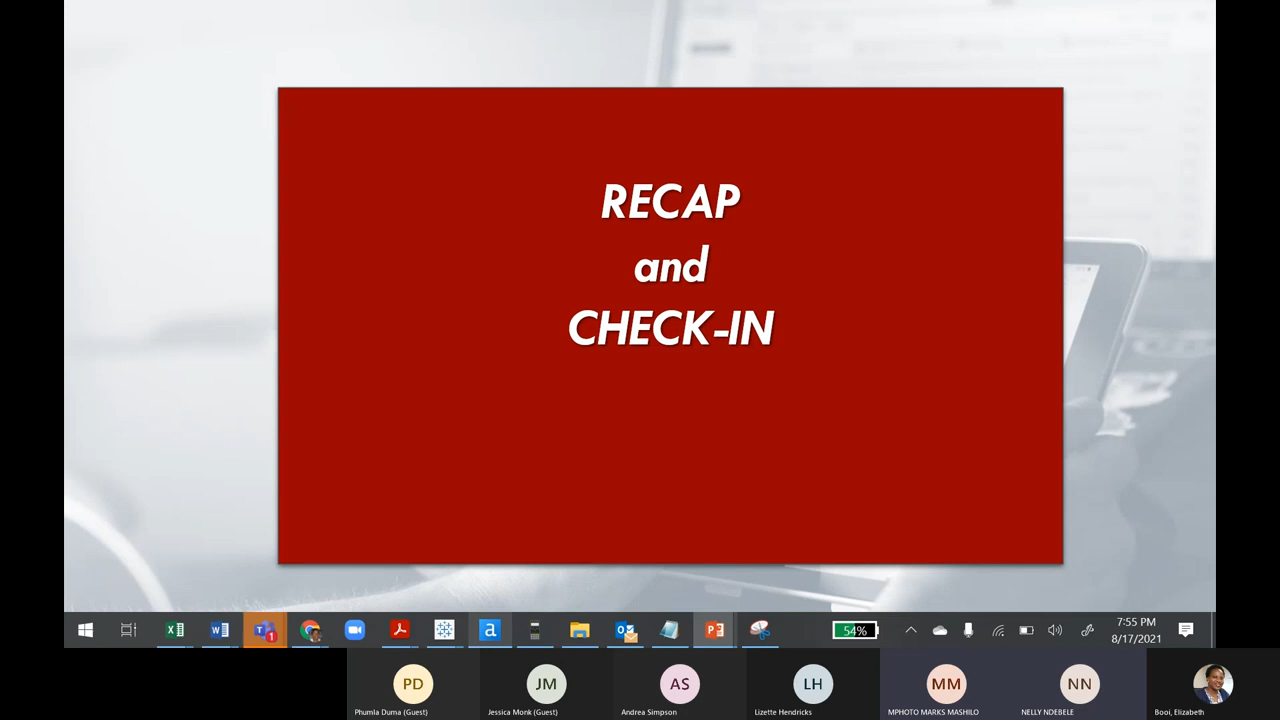 RECAP
and
CHECK-IN
1
a
54%
7:55 PM
8/17/2021
PD
JM
AS
LH
MM
NN
Phumla Duma (Guest)
Jessica Monk (Guest)
Andrea Simpson
Lizette Hendricks
MPHOTO MARKS MASHILO
NELLY NDEBELE
Booi, Elizabeth